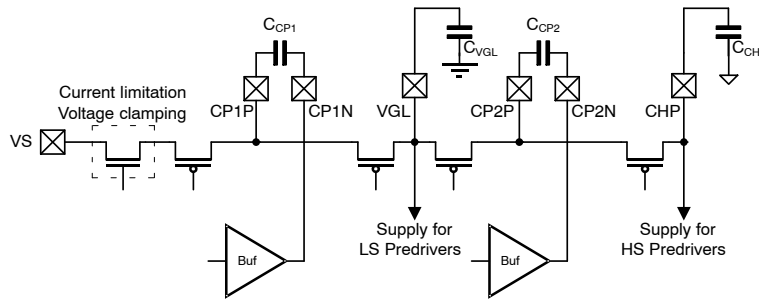 C_CP1
C_VGL
C_CP2
C_CH
Current limitation
Voltage clamping
CP1P
CP1N
VGL
CP2P
CP2N
CHP
VS
Supply for
LS Predrivers
Supply for
HS Predrivers
Buf
Buf